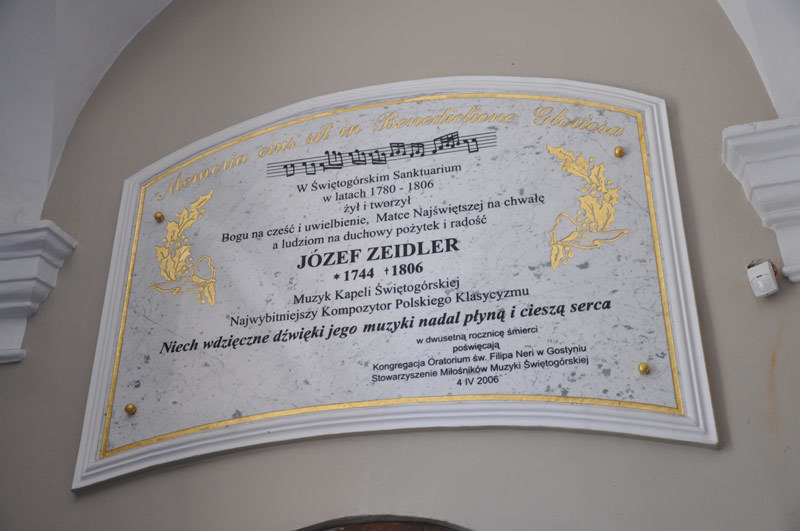 Memoria eius sit in Benedictione Gloriosa
W Świętogórskim Sanktuarium
w latach 1780 - 1806
żył i tworzył
Bogu na cześć i uwielbienie, Matce Najświętszej na chwałę
a ludziom na duchowy pożytek i radość
JÓZEF ZEIDLER
* 1744 †1806
Muzyk Kapeli Świętogórskiej
Najwybitniejszy Kompozytor Polskiego Klasycyzmu
Niech wdzięczne dźwięki jego muzyki nadal płyną i cieszą serca
w dwusetną rocznicę śmierci
poświęcają
Kongregacja Oratorium św. Filipa Neri w Gostyniu
Stowarzyszenie Miłośników Muzyki Świętogórskiej
4 IV 2006